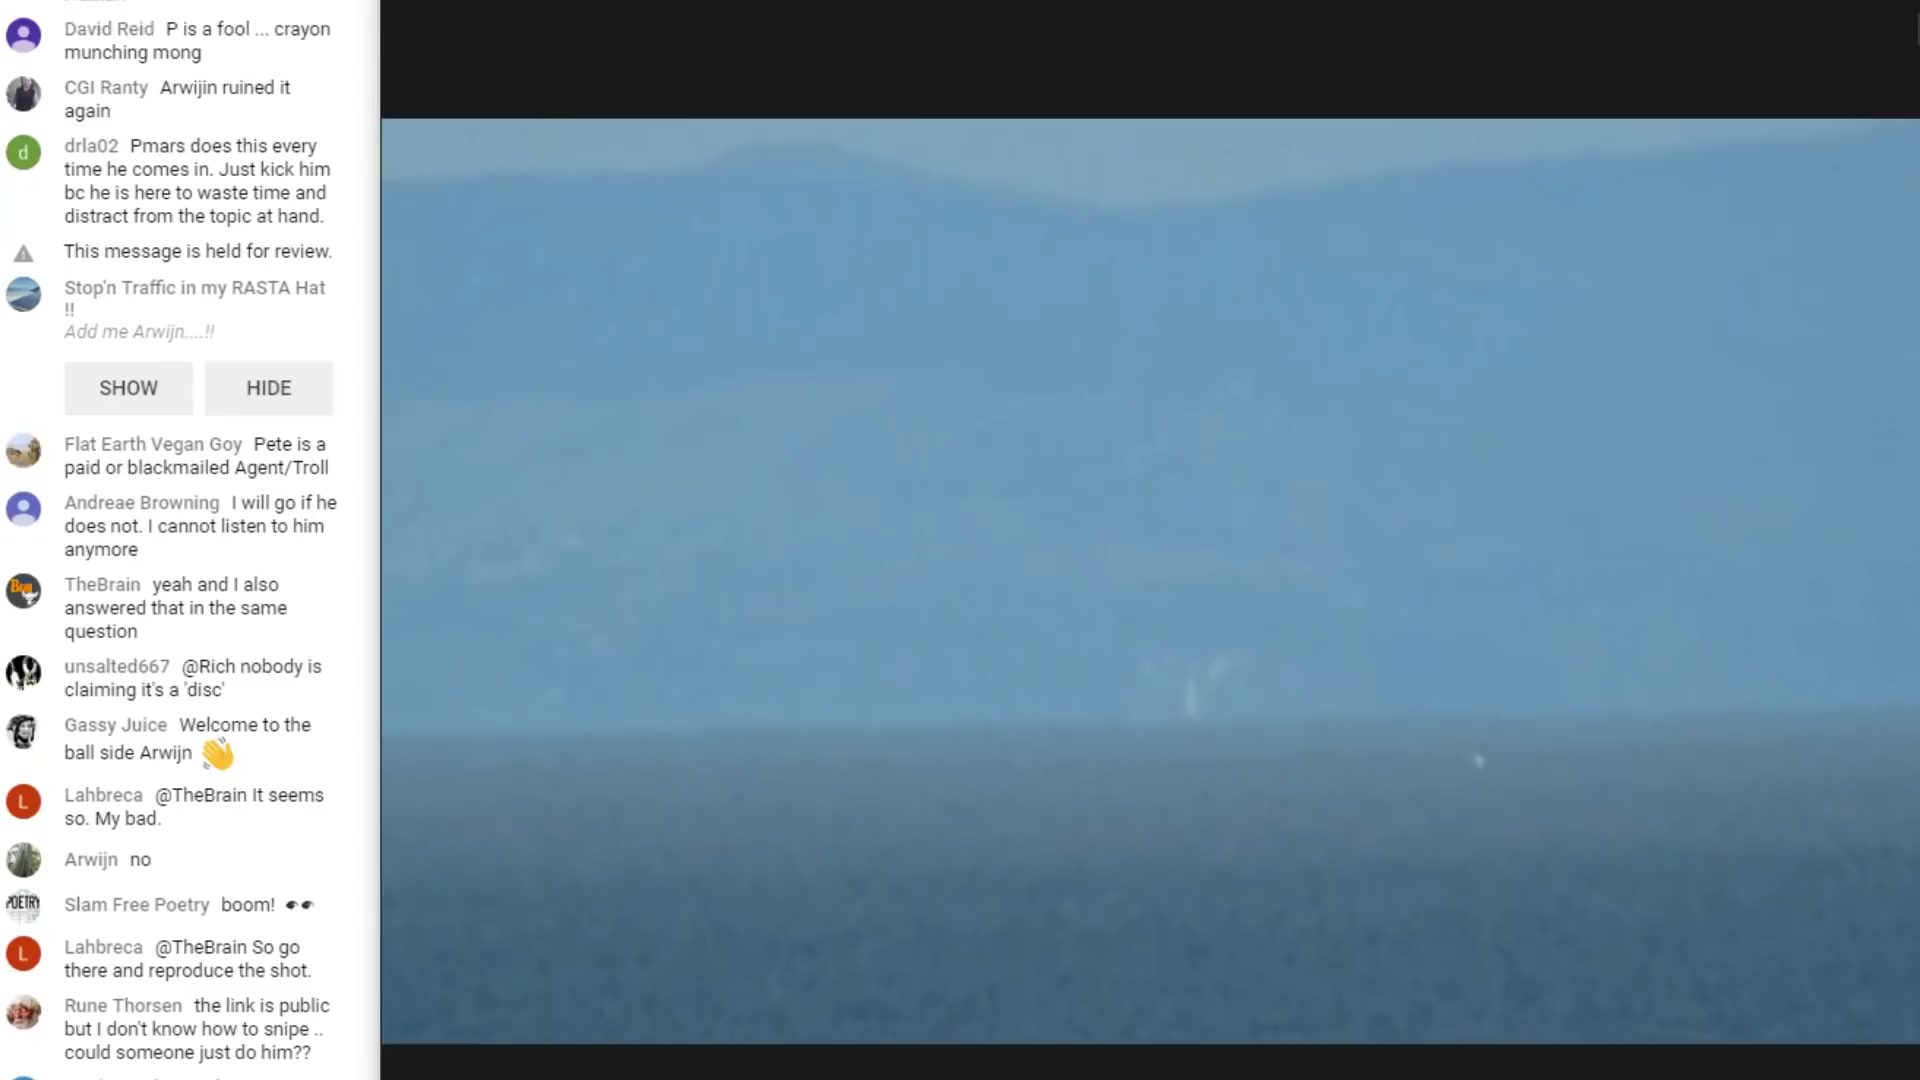 David Reid P is a fool ... crayon
munching mong
CGI Ranty Arwijin ruined it
again
d
drla02 Pmars does this every
time he comes in. Just kick him
bc he is here to waste time and
distract from the topic at hand.
This message is held for review.
Stop'n Traffic in my RASTA Hat
!!
Add me Arwijn....!!
SHOW HIDE
Flat Earth Vegan Goy Pete is a
paid or blackmailed Agent/Troll
Andreae Browning I will go if he
does not. I cannot listen to him
anymore
TheBrain yeah and I also
answered that in the same
question
unsalted667 @Rich nobody is
claiming it's a 'disc'
Gassy Juice Welcome to the
ball side Arwijn
L
Lahbreca @TheBrain It seems
so. My bad.
Arwijn no
POETRY
Slam Free Poetry boom!
L
Lahbreca @TheBrain So go
there and reproduce the shot.
Rune Thorsen the link is public
but I don't know how to snipe ..
could someone just do him??